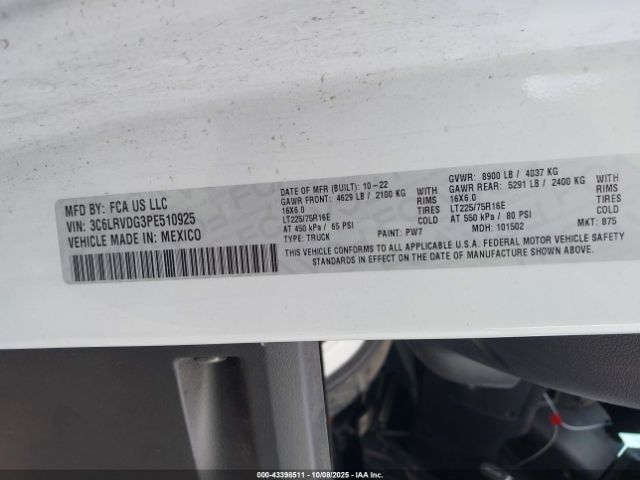 MFD BY: FCA US LLC
VIN: 3C6LRVDG3PE510925
VEHICLE MADE IN: MEXICO
DATE OF MFR (BUILT): 10-22
GAWR FRONT: 4629 LB / 2100 KG WITH
16X6.0 RIMS
LT225/75R16E TIRES
AT 450 kPa / 65 PSI COLD
TYPE: TRUCK PAINT: PW7
GVWR: 8900 LB / 4037 KG
GAWR REAR: 5291 LB / 2400 KG WITH
16X6.0 RIMS
LT225/75R16E TIRES
AT 550 kPa / 80 PSI COLD
MDH: 101502 MKT: 875
THIS VEHICLE CONFORMS TO ALL APPLICABLE U.S.A. FEDERAL MOTOR VEHICLE SAFETY
STANDARDS IN EFFECT ON THE DATE OF MANUFACTURE SHOWN ABOVE.
000-43398511 - 10/08/2025 - IAAI.CA